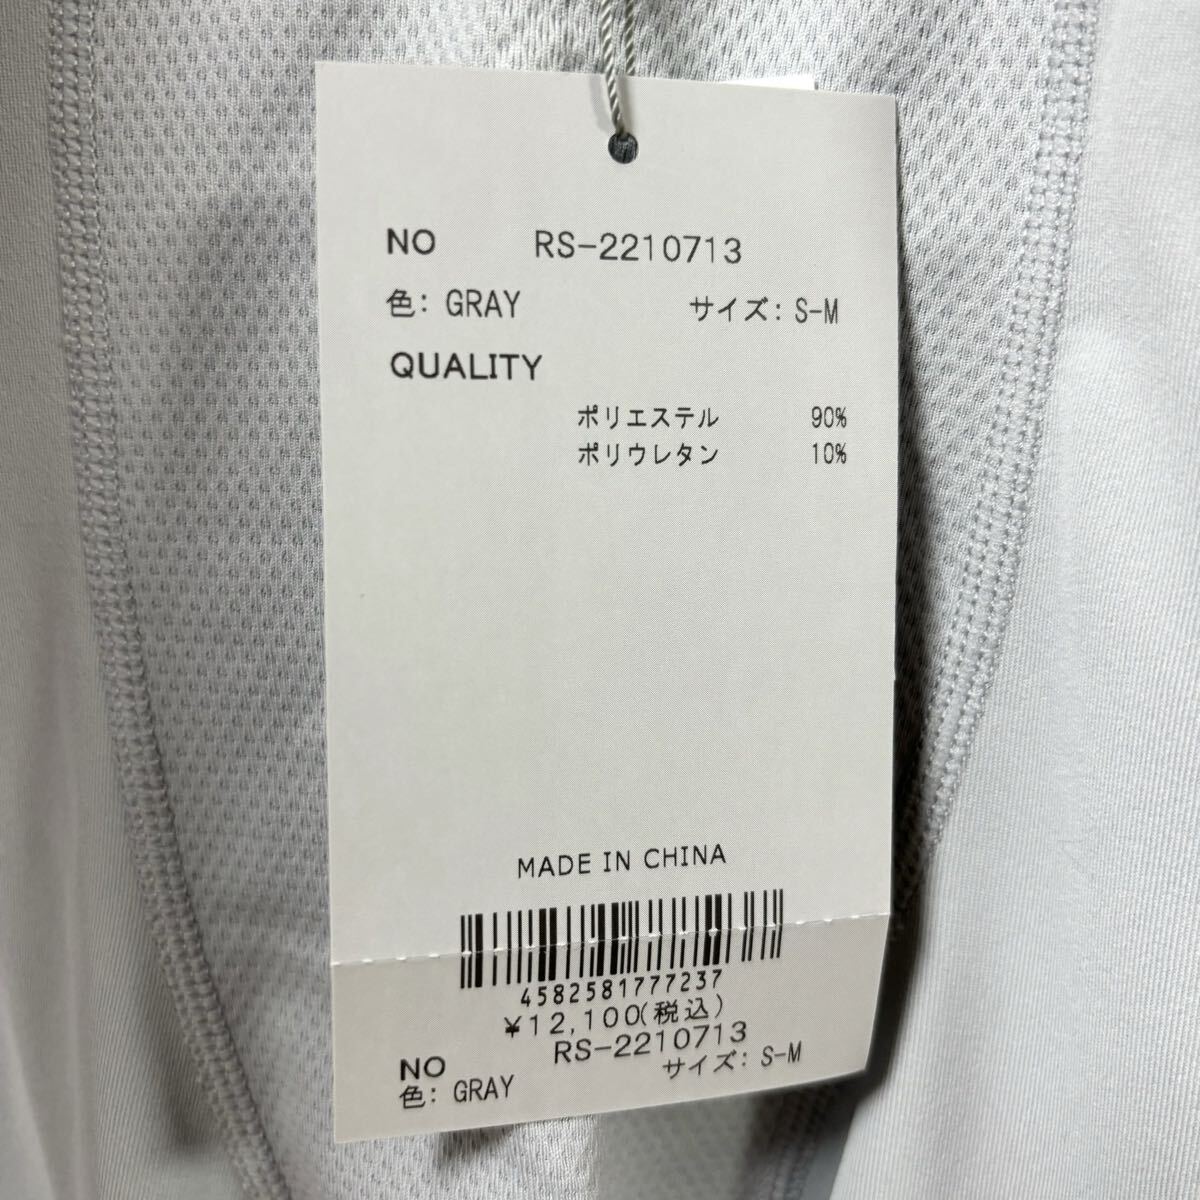 NO RS-2210713
色: GRAY サイズ: S-M
QUALITY
ポリエステル 90%
ポリウレタン 10%
MADE IN CHINA
4582581777237
¥12,100(税込)
NO RS-2210713
色: GRAY サイズ: S-M